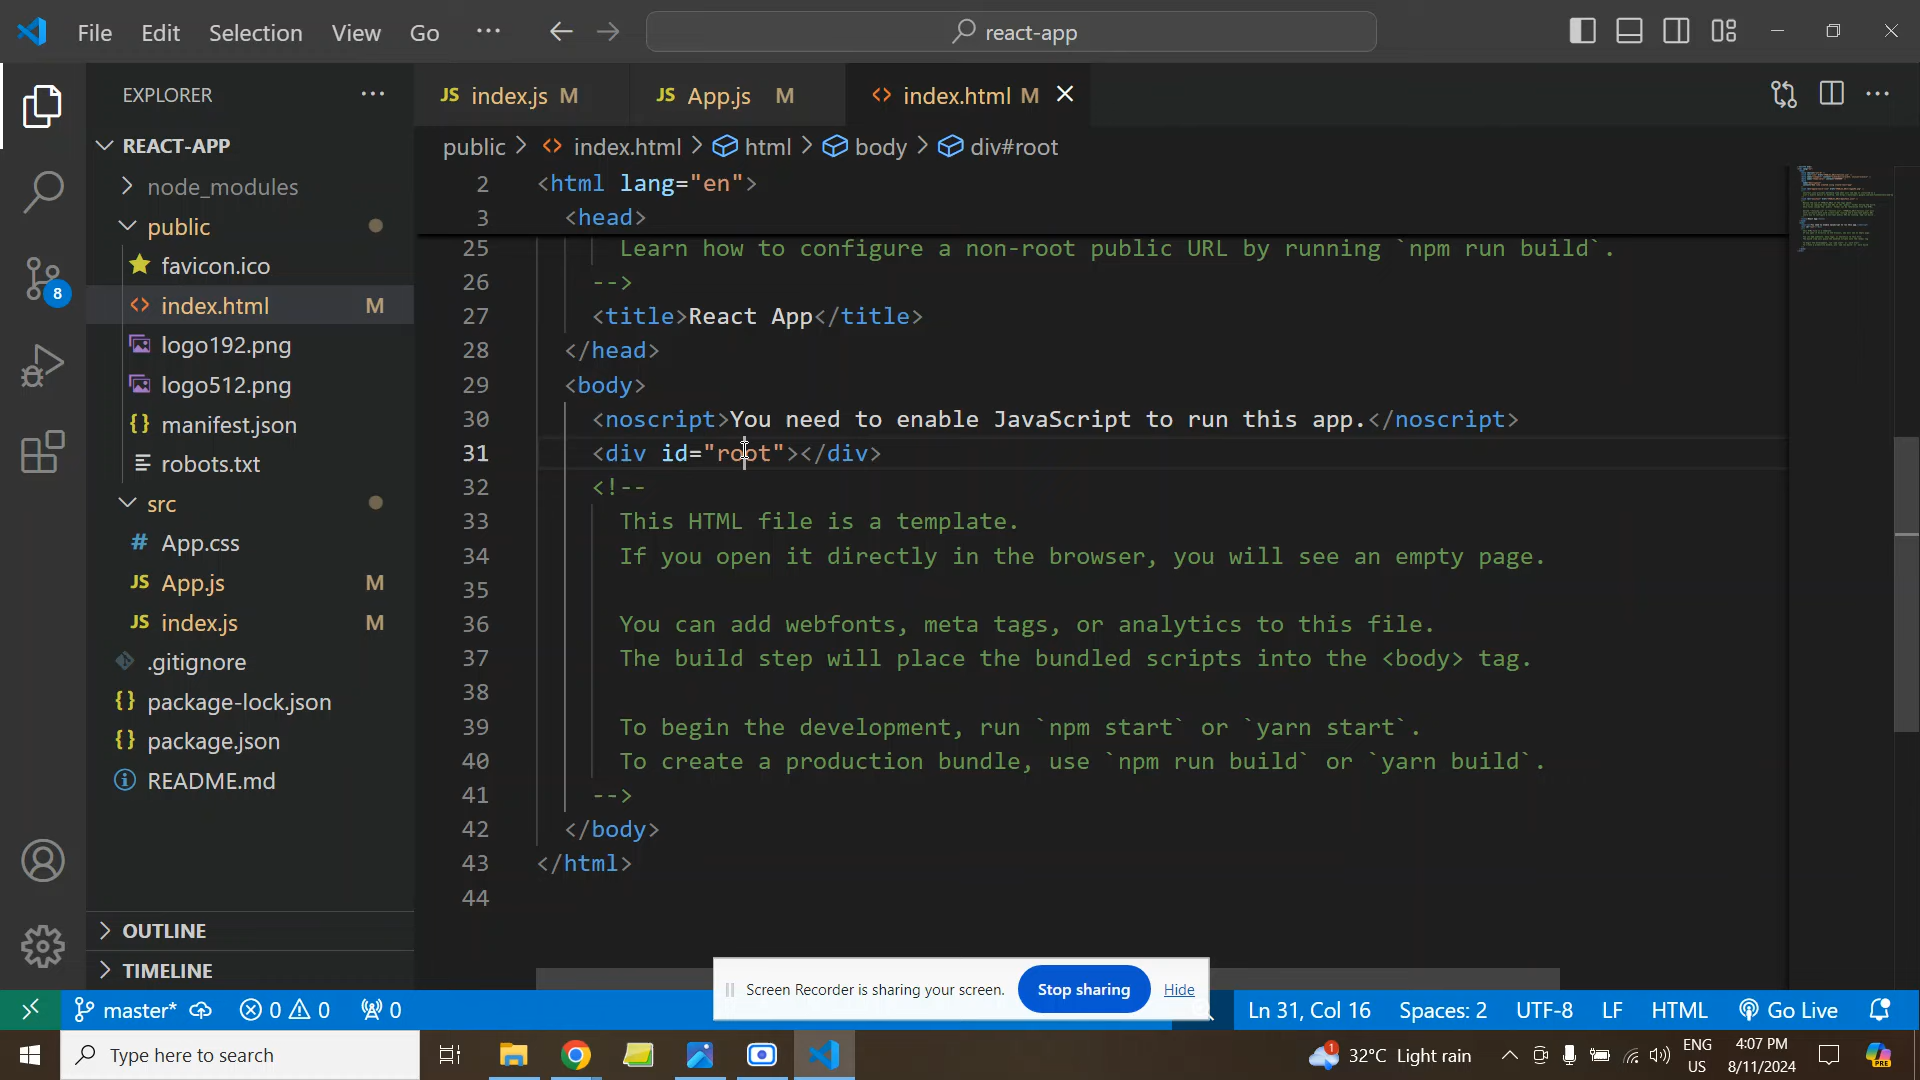 File Edit Selection View Go ··· react-app
EXPLORER ···
REACT-APP
node_modules
public
favicon.ico
index.html M
logo192.png
logo512.png
manifest.json
robots.txt
src
App.css
App.js M
index.js M
.gitignore
package-lock.json
package.json
README.md
OUTLINE
TIMELINE
8
JS index.js M JS App.js M <> index.html M
public > <> index.html > html > body > div#root
2 <html lang="en">
3 <head>
25 Learn how to configure a non-root public URL by running `npm run build`.
26 -->
27 <title>React App</title>
28 </head>
29 <body>
30 <noscript>You need to enable JavaScript to run this app.</noscript>
31 <div id="root"></div>
32 <!--
33 This HTML file is a template.
34 If you open it directly in the browser, you will see an empty page.
35
36 You can add webfonts, meta tags, or analytics to this file.
37 The build step will place the bundled scripts into the <body> tag.
38
39 To begin the development, run `npm start` or `yarn start`.
40 To create a production bundle, use `npm run build` or `yarn build`.
41 -->
42 </body>
43 </html>
44
Screen Recorder is sharing your screen. Stop sharing Hide
master* 0 0 0 Ln 31, Col 16 Spaces: 2 UTF-8 LF HTML Go Live
Type here to search 1 32°C Light rain ENG US 4:07 PM 8/11/2024 PRE